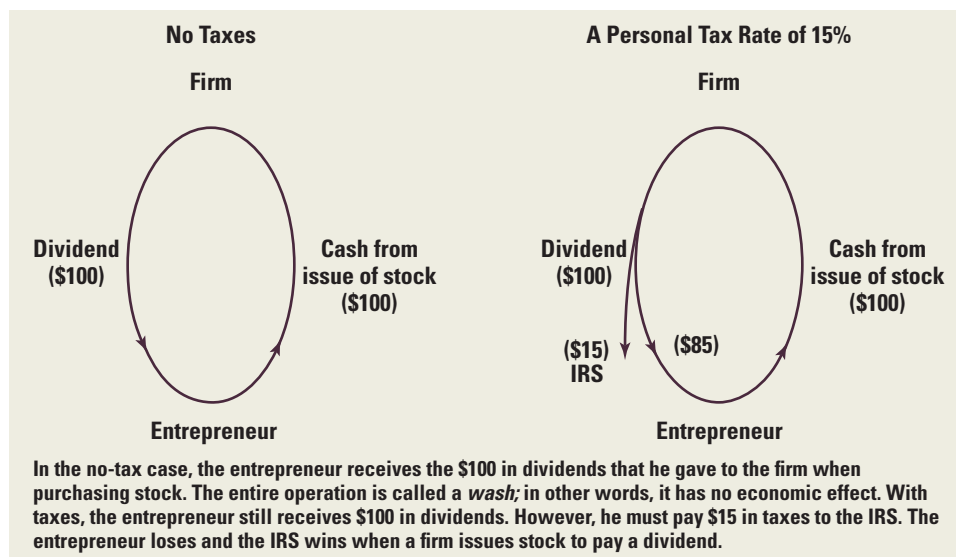 No Taxes
Firm
Dividend
($100)
Cash from
issue of stock
($100)
Entrepreneur
A Personal Tax Rate of 15%
Firm
Dividend
($100)
Cash from
issue of stock
($100)
($15)
IRS
($85)
Entrepreneur
In the no-tax case, the entrepreneur receives the $100 in dividends that he gave to the firm when
purchasing stock. The entire operation is called a wash; in other words, it has no economic effect. With
taxes, the entrepreneur still receives $100 in dividends. However, he must pay $15 in taxes to the IRS. The
entrepreneur loses and the IRS wins when a firm issues stock to pay a dividend.